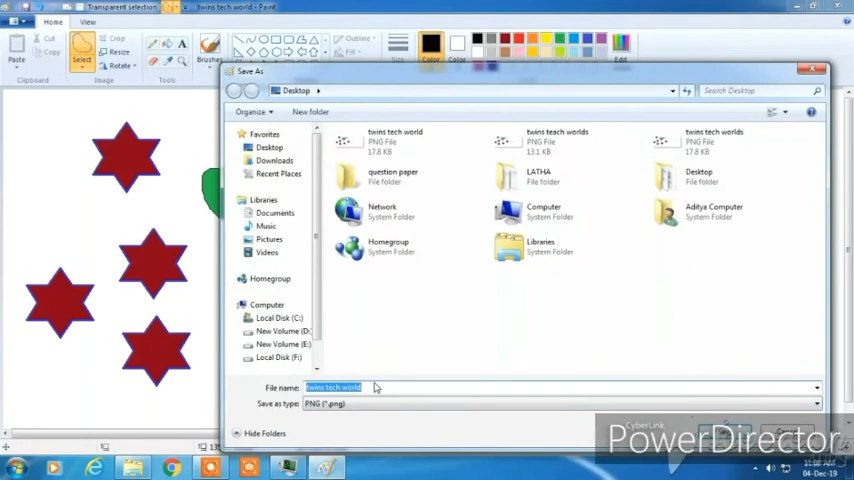 Transparent selection
twins tech world - Paint
Home
View
Paste
Cut
Copy
Clipboard
Select
Crop
Resize
Rotate
Image
Tools
Brushes
Outline
Fill
Size
Color
Color
Edit
Save As
Desktop
Search Desktop
Organize
New folder
Favorites
Desktop
Downloads
Recent Places
Libraries
Documents
Music
Pictures
Videos
Homegroup
Computer
Local Disk (C:)
New Volume (D:
New Volume (E:)
Local Disk (F:)
twins tech world
PNG File
17.8 KB
twins teach worlds
PNG File
13.1 KB
twins tech worlds
PNG File
17.8 KB
question paper
File folder
LATHA
File folder
Desktop
File folder
Network
System Folder
Computer
System Folder
Aditya Computer
System Folder
Homegroup
System Folder
Libraries
System Folder
File name:
twins tech world
Save as type:
PNG (*.png)
Hide Folders
CyberLink
PowerDirector
04-Dec-19